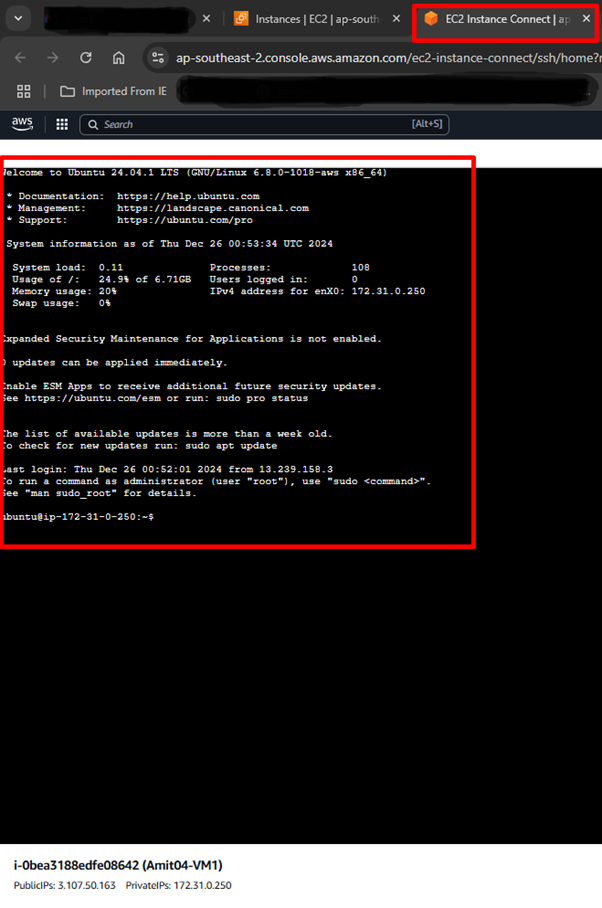 Instances | EC2 | ap-south
EC2 Instance Connect | ap
ap-southeast-2.console.aws.amazon.com/ec2-instance-connect/ssh/home?
Imported From IE
aws
Search
[Alt+S]
Welcome to Ubuntu 24.04.1 LTS (GNU/Linux 6.8.0-1018-aws x86_64)
* Documentation: https://help.ubuntu.com
* Management: https://landscape.canonical.com
* Support: https://ubuntu.com/pro
System information as of Thu Dec 26 00:53:34 UTC 2024
System load: 0.11 Processes: 108
Usage of /: 24.9% of 6.71GB Users logged in: 0
Memory usage: 20% IPv4 address for enX0: 172.31.0.250
Swap usage: 0%
Expanded Security Maintenance for Applications is not enabled.
0 updates can be applied immediately.
Enable ESM Apps to receive additional future security updates.
See https://ubuntu.com/esm or run: sudo pro status
The list of available updates is more than a week old.
To check for new updates run: sudo apt update
Last login: Thu Dec 26 00:52:01 2024 from 13.239.158.3
To run a command as administrator (user "root"), use "sudo <command>".
See "man sudo_root" for details.
ubuntu@ip-172-31-0-250:~$
i-0bea3188edfe08642 (Amit04-VM1)
PublicIPs: 3.107.50.163 PrivateIPs: 172.31.0.250